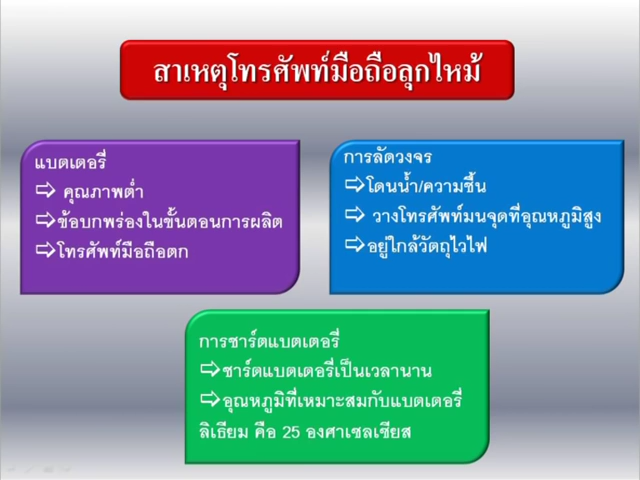 สาเหตุโทรศัพท์มือถือลุกไหม้
แบตเตอรี่
⇨ คุณภาพต่ำ
⇨ข้อบกพร่องในขั้นตอนการผลิต
⇨โทรศัพท์มือถือตก
การลัดวงจร
⇨โดนน้ำ/ความชื้น
⇨ วางโทรศัพท์มนจุดที่อุณหภูมิสูง
⇨อยู่ใกล้วัตถุไวไฟ
การชาร์ตแบตเตอรี่
⇨ชาร์ตแบตเตอรี่เป็นเวลานาน
⇨อุณหภูมิที่เหมาะสมกับแบตเตอรี่
ลิเธียม คือ 25 องศาเซลเซียส